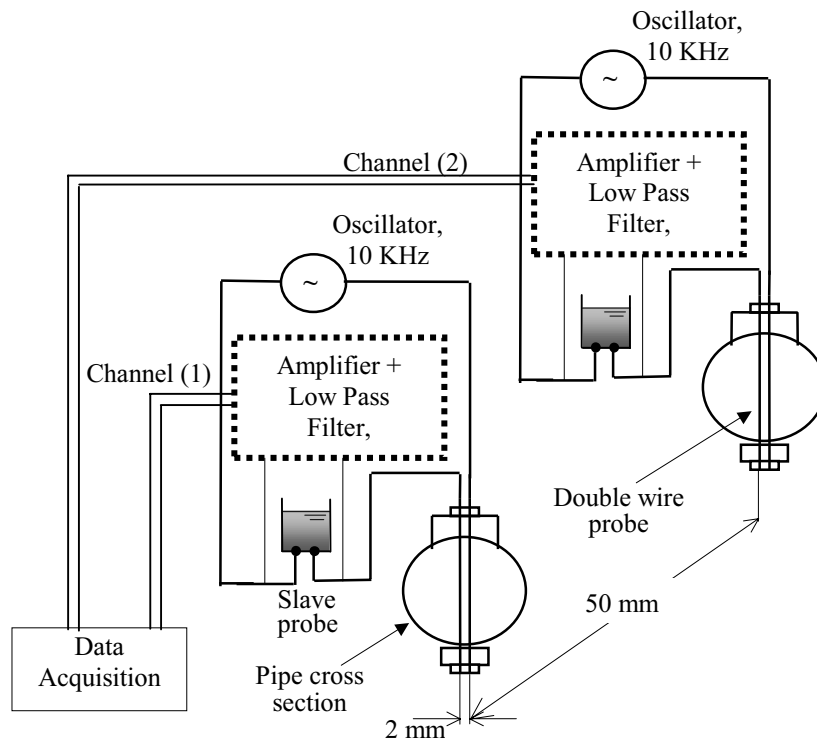 Oscillator,
10 KHz
~
Channel (2)
Amplifier +
Low Pass
Filter,
Oscillator,
10 KHz
~
Channel (1)
Amplifier +
Low Pass
Filter,
Double wire
probe
Slave
probe
50 mm
Data
Acquisition
Pipe cross
section
2 mm